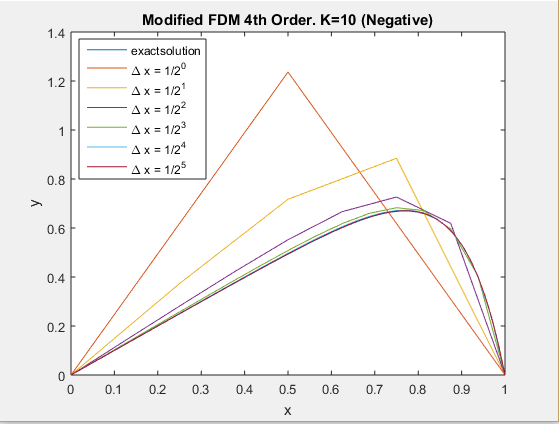 Modified FDM 4th Order. K=10 (Negative)
1.4
1.2
1
0.8
0.6
0.4
0.2
0
y
exactsolution
Δ x = 1/2^0
Δ x = 1/2^1
Δ x = 1/2^2
Δ x = 1/2^3
Δ x = 1/2^4
Δ x = 1/2^5
0 0.1 0.2 0.3 0.4 0.5 0.6 0.7 0.8 0.9 1
x